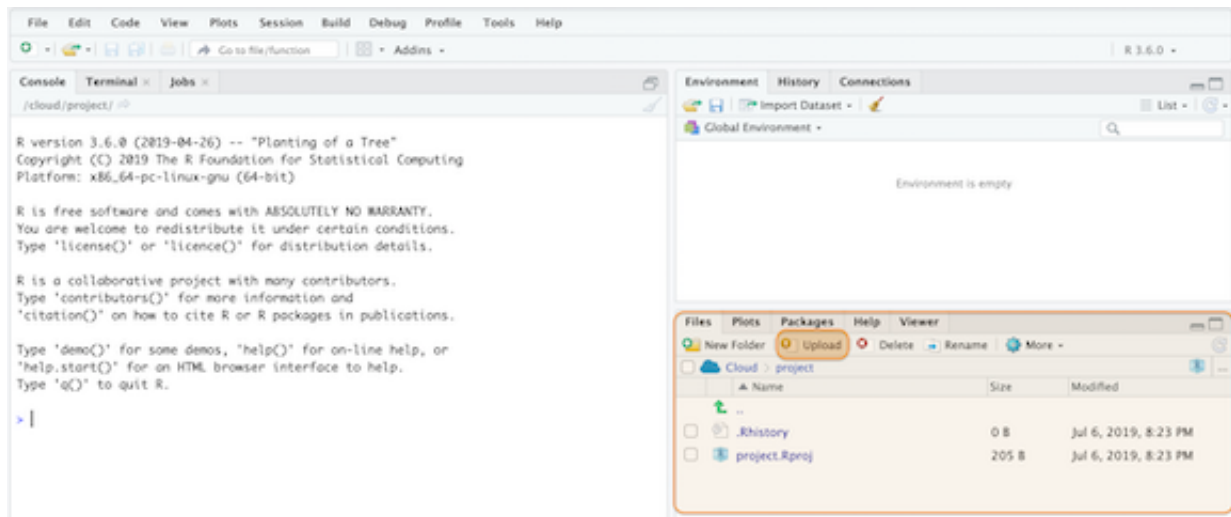 File Edit Code View Plots Session Build Debug Profile Tools Help
Go to file/function Addins R 3.6.0
Console Terminal Jobs
/cloud/project/
R version 3.6.0 (2019-04-26) -- "Planting of a Tree"
Copyright (C) 2019 The R Foundation for Statistical Computing
Platform: x86_64-pc-linux-gnu (64-bit)
R is free software and comes with ABSOLUTELY NO WARRANTY.
You are welcome to redistribute it under certain conditions.
Type 'license()' or 'licence()' for distribution details.
R is a collaborative project with many contributors.
Type 'contributors()' for more information and
'citation()' on how to cite R or R packages in publications.
Type 'demo()' for some demos, 'help()' for on-line help, or
'help.start()' for an HTML browser interface to help.
Type 'q()' to quit R.
>
Environment History Connections
Import Dataset List
Global Environment
Environment is empty
Files Plots Packages Help Viewer
New Folder Upload Delete Rename More
Cloud > project
Name Size Modified
..
.Rhistory 0 B Jul 6, 2019, 8:23 PM
project.Rproj 205 B Jul 6, 2019, 8:23 PM